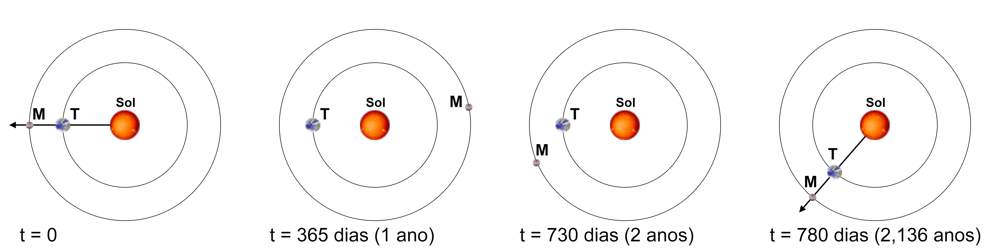 Sol
M T
t = 0
Sol
M
T
t = 365 dias (1 ano)
Sol
T
M
t = 730 dias (2 anos)
Sol
T
M
t = 780 dias (2,136 anos)